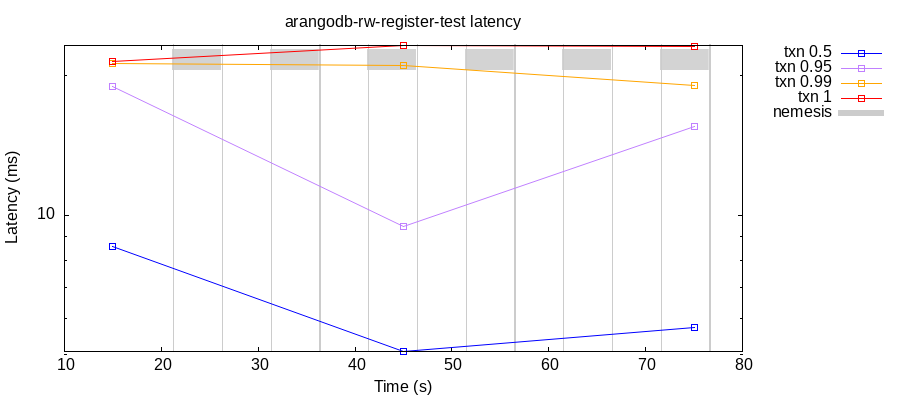 arangodb-rw-register-test latency
txn 0.5
txn 0.95
txn 0.99
txn 1
nemesis
Latency (ms)
10
10 20 30 40 50 60 70 80
Time (s)